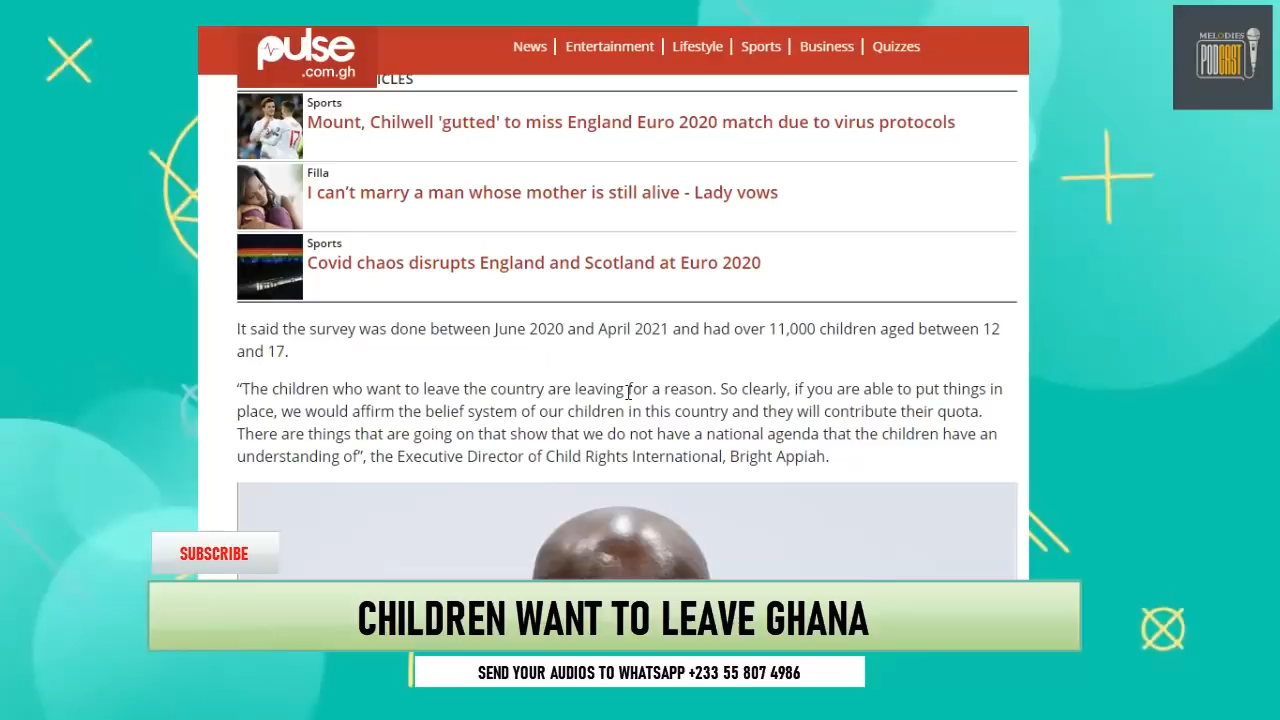 pulse
.com.gh
News | Entertainment | Lifestyle | Sports | Business | Quizzes
MELODIES
PODCAST
ICLES
Sports
Mount, Chilwell 'gutted' to miss England Euro 2020 match due to virus protocols
17
Filla
I can’t marry a man whose mother is still alive - Lady vows
Sports
Covid chaos disrupts England and Scotland at Euro 2020
It said the survey was done between June 2020 and April 2021 and had over 11,000 children aged between 12
and 17.
“The children who want to leave the country are leaving for a reason. So clearly, if you are able to put things in
place, we would affirm the belief system of our children in this country and they will contribute their quota.
There are things that are going on that show that we do not have a national agenda that the children have an
understanding of”, the Executive Director of Child Rights International, Bright Appiah.
SUBSCRIBE
CHILDREN WANT TO LEAVE GHANA
SEND YOUR AUDIOS TO WHATSAPP +233 55 807 4986